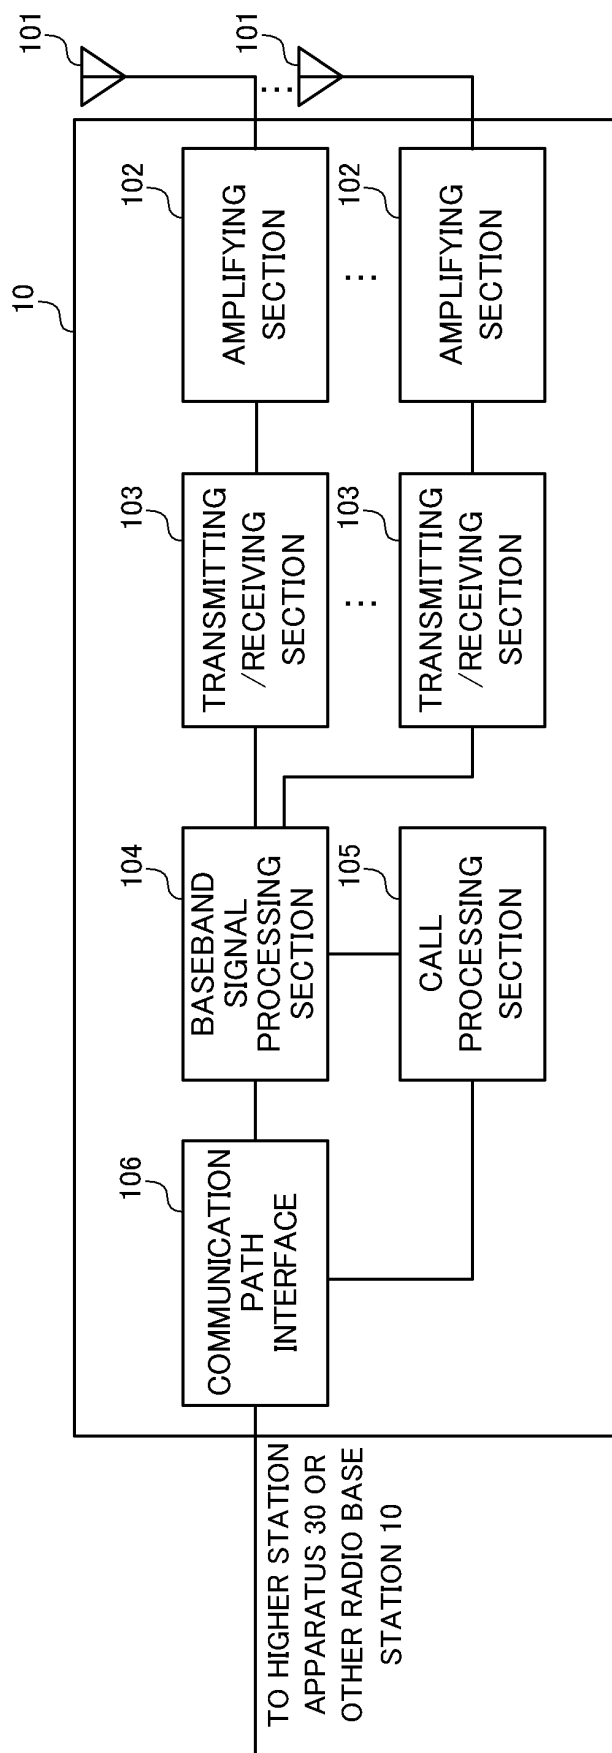 10
101
101
102
AMPLIFYING
SECTION
...
102
AMPLIFYING
SECTION
...
103
TRANSMITTING
/RECEIVING
SECTION
...
103
TRANSMITTING
/RECEIVING
SECTION
104
BASEBAND
SIGNAL
PROCESSING
SECTION
105
CALL
PROCESSING
SECTION
106
COMMUNICATION
PATH
INTERFACE
TO HIGHER STATION
APPARATUS 30 OR
OTHER RADIO BASE
STATION 10